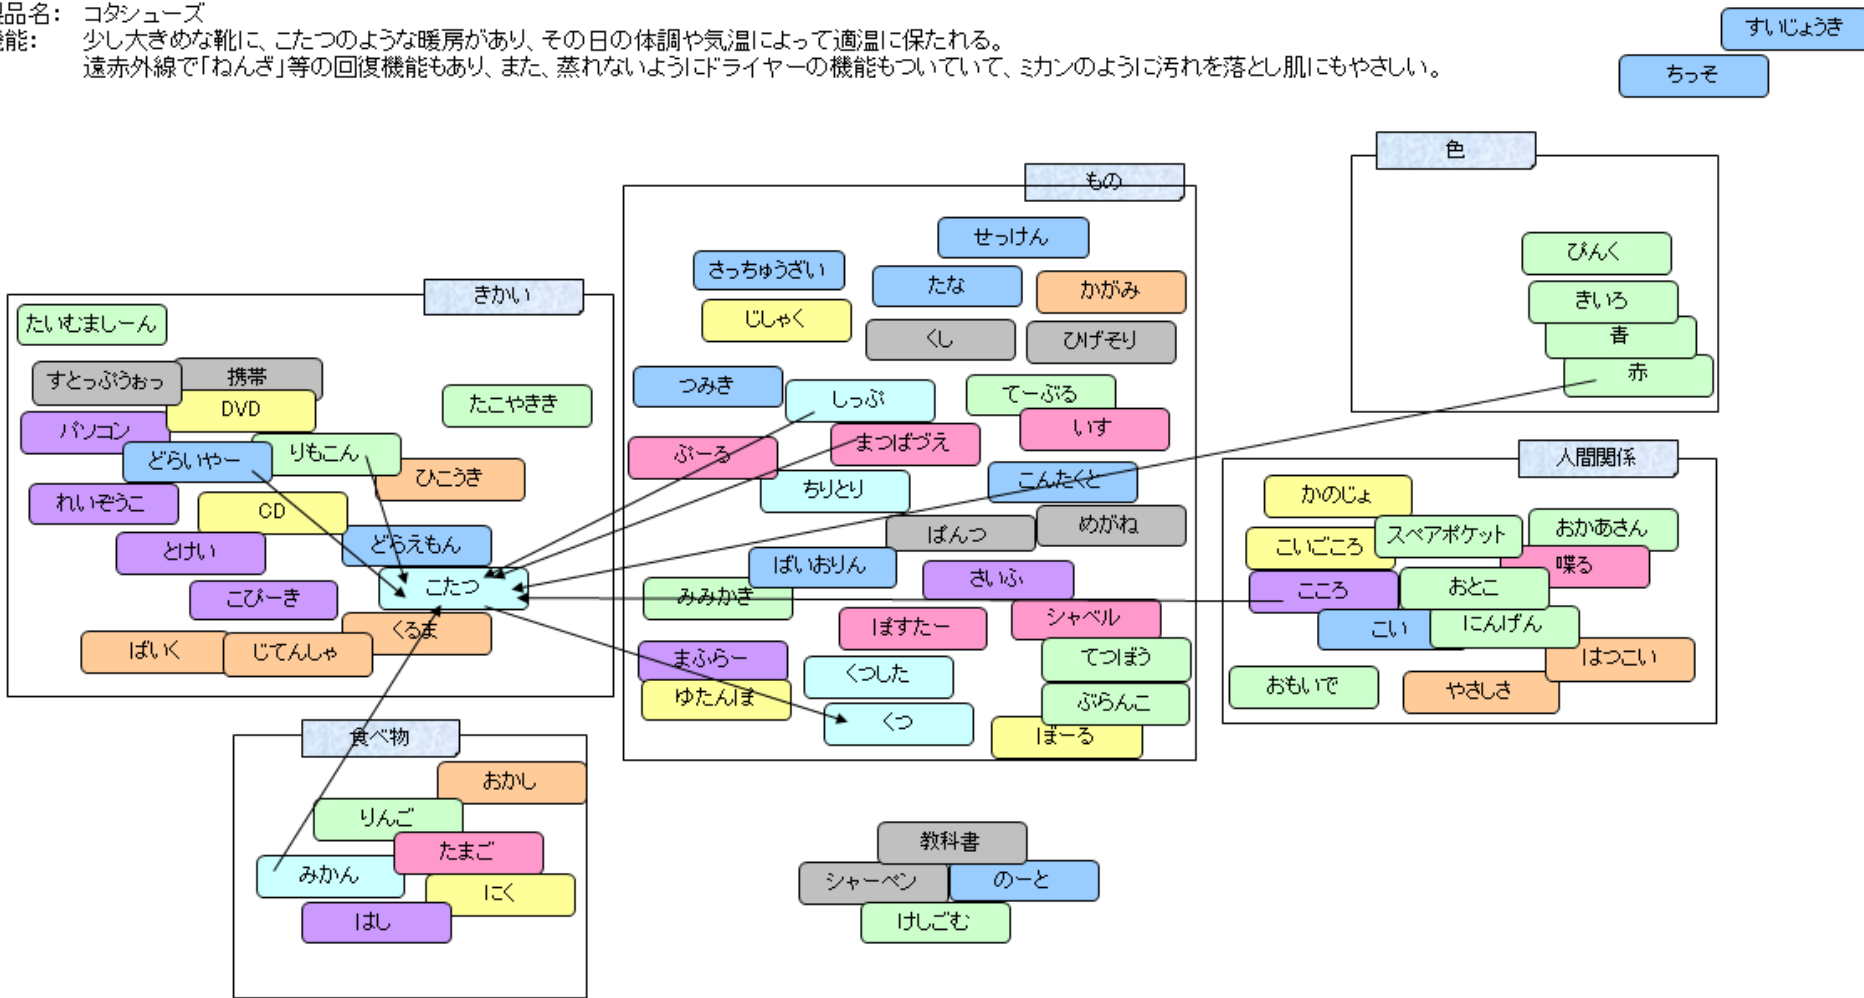 製品名： コタシューズ
機能： 少し大きめな靴に、こたつのような暖房があり、その日の体調や気温によって適温に保たれる。
遠赤外線で「ねんざ」等の回復機能もあり、また、蒸れないようにドライヤーの機能もついていて、ミカンのように汚れを落とし肌にもやさしい。
すいじょうき
ちっそ
きかい
たいむましーん
すとっぷうぉっ
携帯
DVD
たこやきき
パソコン
どらいやー
りもこん
ひこうき
れいぞうこ
CD
とけい
どらえもん
こたつ
こぴーき
くるま
ばいく
じてんしゃ
もの
せっけん
さっちゅうざい
たな
かがみ
じしゃく
くし
ひげそり
つみき
しっぷ
てーぶる
いす
ぷーる
まつばづえ
ちりとり
こんたくと
ぱんつ
めがね
ばいおりん
さいふ
みみかき
ぽすたー
シャベル
まふらー
くつした
てつぼう
ゆたんぽ
くつ
ぶらんこ
ぼーる
色
ぴんく
きいろ
青
赤
人間関係
かのじょ
こいごころ
スペアポケット
おかあさん
喋る
こころ
おとこ
こい
にんげん
はつこい
おもいで
やさしさ
食べ物
おかし
りんご
たまご
みかん
にく
はし
教科書
シャーペン
のーと
けしごむ